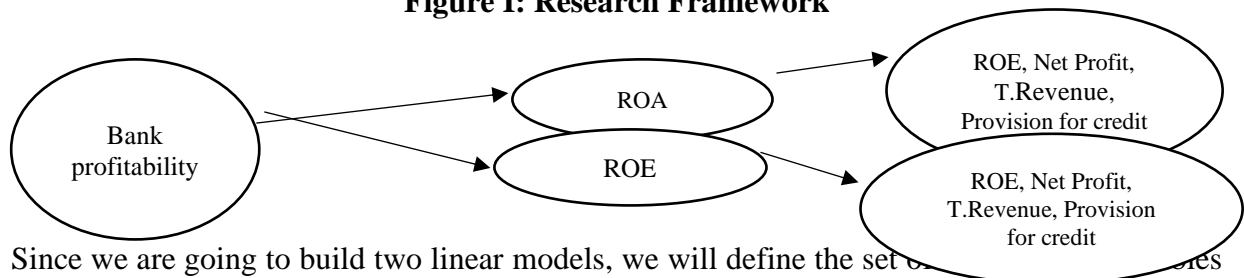 Figure 1: Research Framework
Bank
profitability
ROA
ROE
ROE, Net Profit,
T.Revenue,
Provision for credit
ROE, Net Profit,
T.Revenue, Provision
for credit
Since we are going to build two linear models, we will define the set